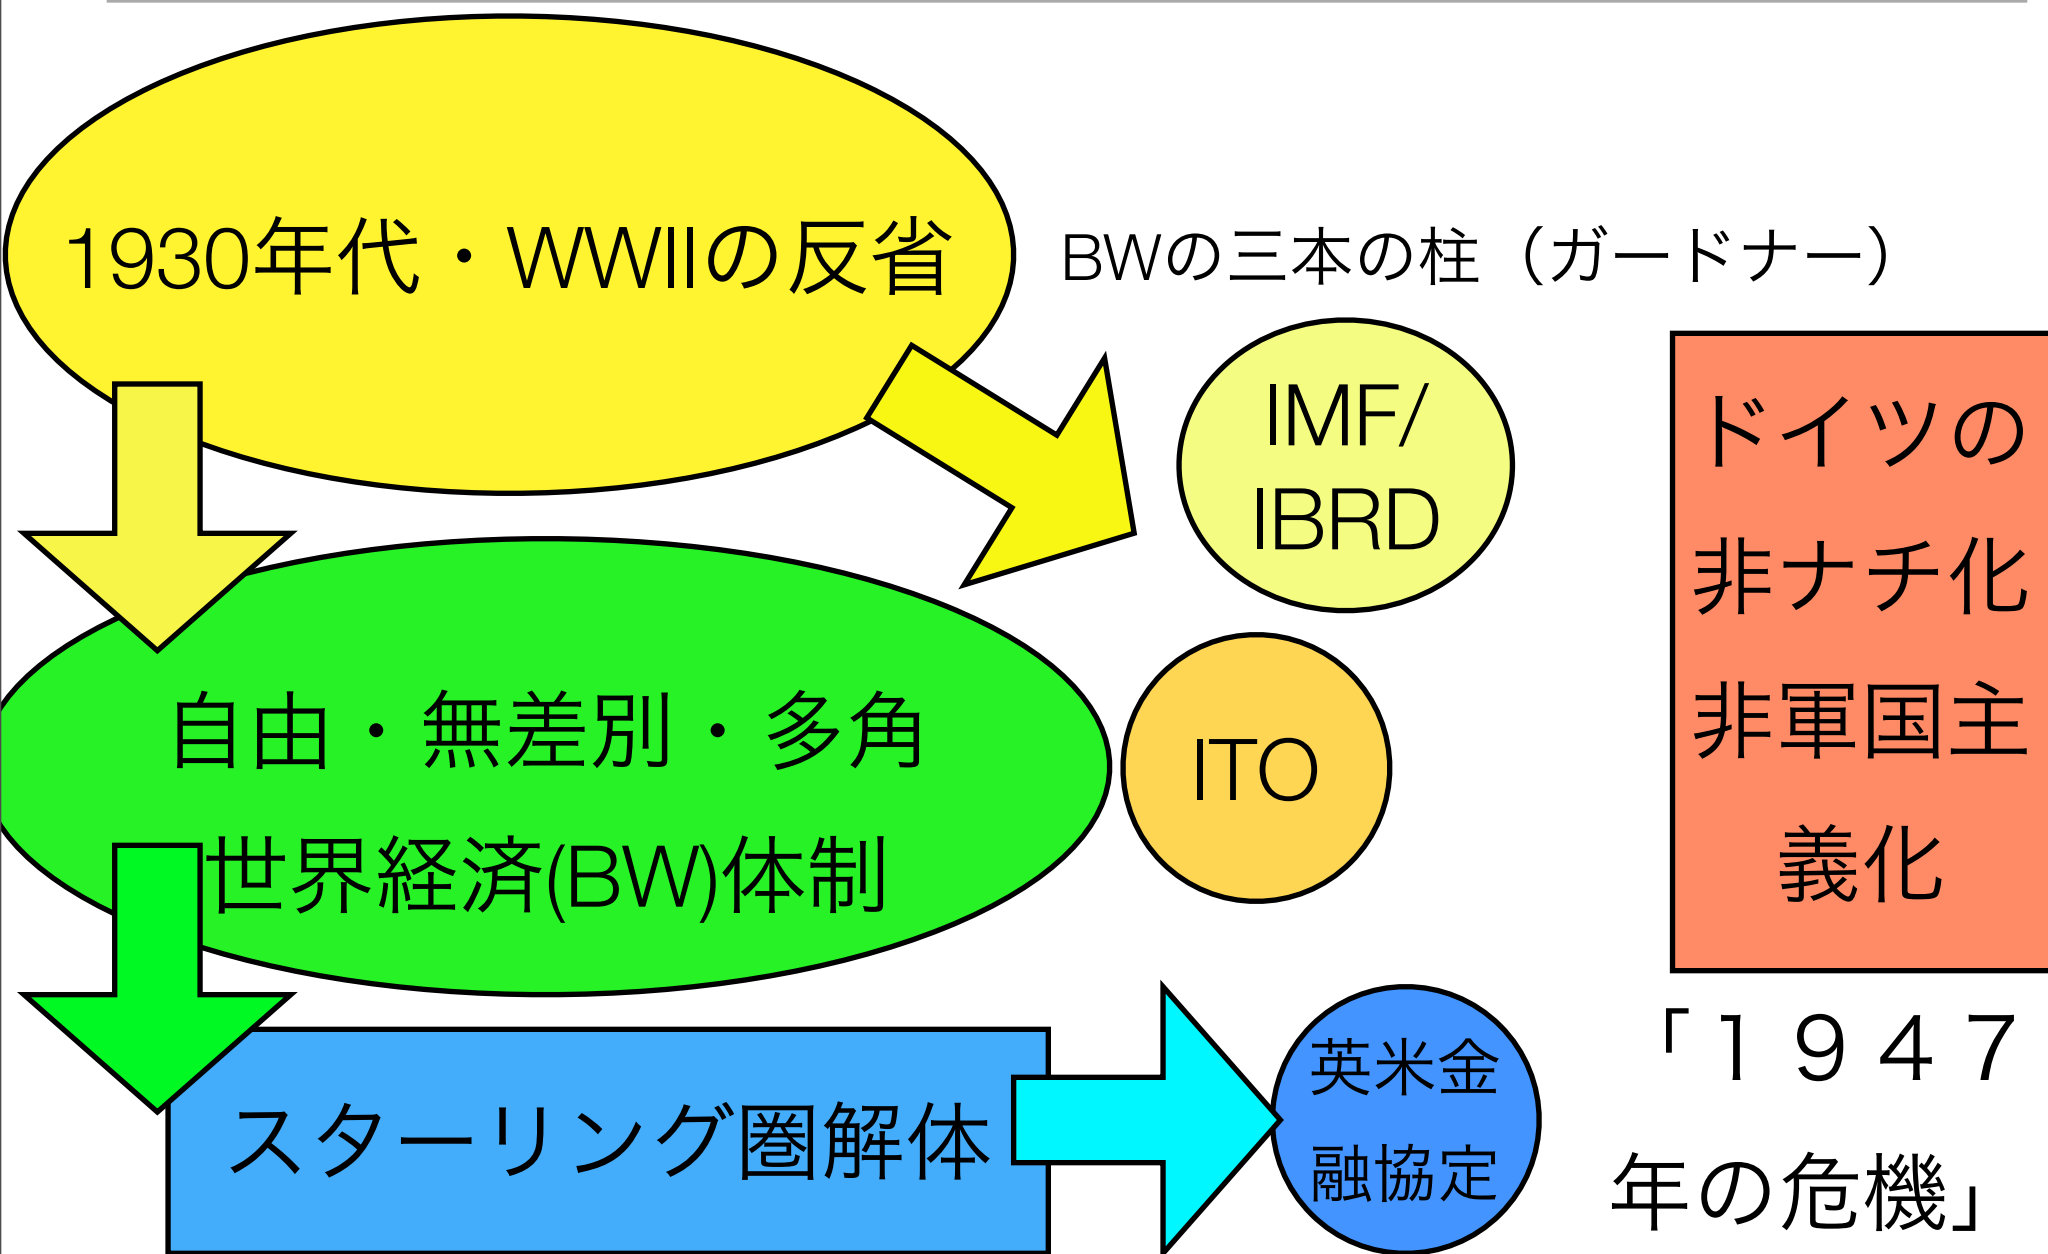 1930年代・WWIIの反省
BWの三本の柱（ガードナー）
IMF/
IBRD
ドイツの
非ナチ化
非軍国主
義化
自由・無差別・多角
世界経済(BW)体制
ITO
スターリング圏解体
英米金
融協定
「１９４７
年の危機」